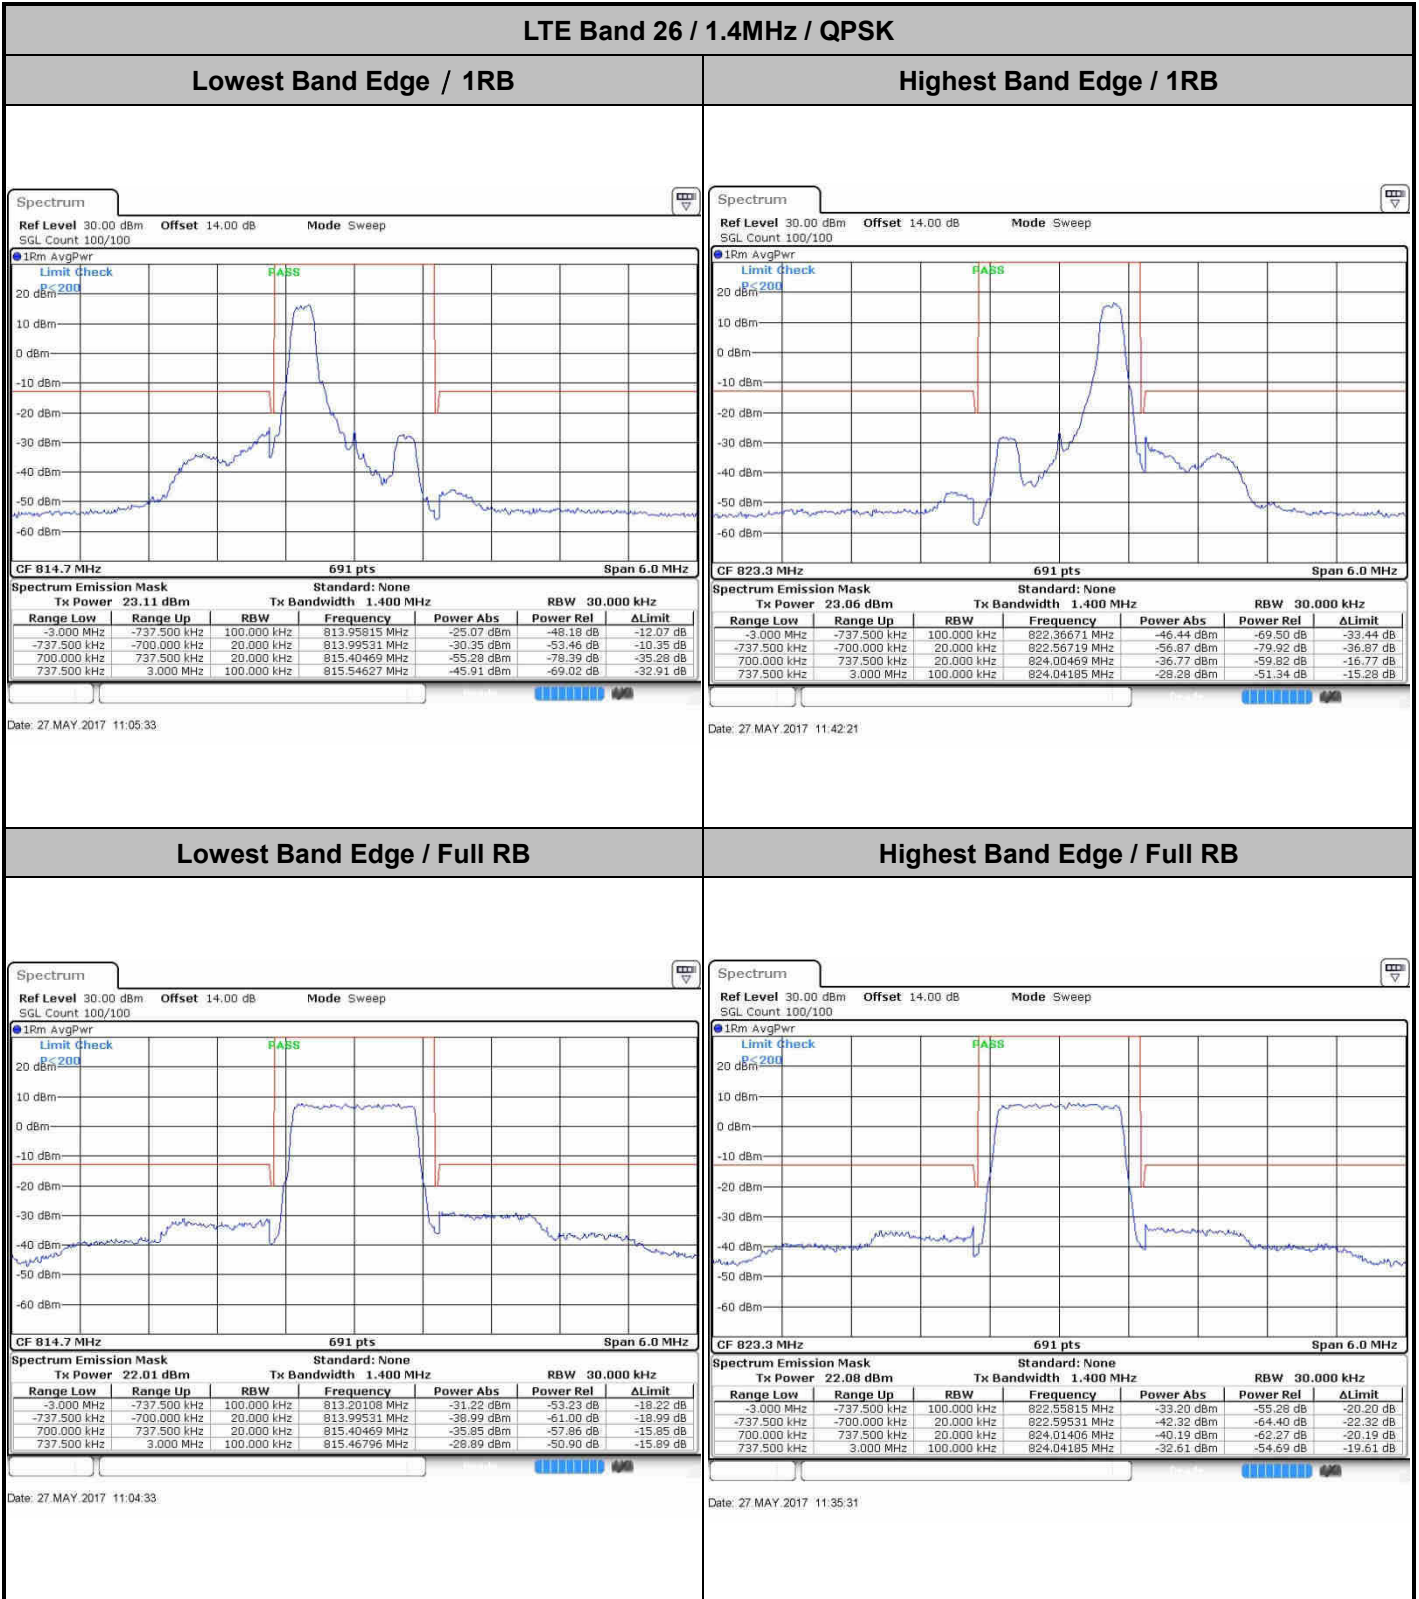 LTE Band 26 / 1.4MHz / QPSK
Lowest Band Edge / 1RB
Highest Band Edge / 1RB
Spectrum
Ref Level 30.00 dBm Offset 14.00 dB Mode Sweep
SGL Count 100/100
1Rm AvgPwr
Limit Check PASS
P<200
20 dBm
10 dBm
0 dBm
-10 dBm
-20 dBm
-30 dBm
-40 dBm
-50 dBm
-60 dBm
CF 814.7 MHz 691 pts Span 6.0 MHz
Spectrum Emission Mask Standard: None
Tx Power 23.11 dBm Tx Bandwidth 1.400 MHz RBW 30.000 kHz
Range Low Range Up RBW Frequency Power Abs Power Rel ΔLimit
-3.000 MHz -737.500 kHz 100.000 kHz 813.95815 MHz -25.07 dBm -48.18 dB -12.07 dB
-737.500 kHz -700.000 kHz 20.000 kHz 813.99531 MHz -30.35 dBm -53.46 dB -10.35 dB
700.000 kHz 737.500 kHz 20.000 kHz 815.40469 MHz -55.28 dBm -78.39 dB -35.28 dB
737.500 kHz 3.000 MHz 100.000 kHz 815.54627 MHz -45.91 dBm -69.02 dB -32.91 dB
Date: 27.MAY.2017 11:05:33
Spectrum
Ref Level 30.00 dBm Offset 14.00 dB Mode Sweep
SGL Count 100/100
1Rm AvgPwr
Limit Check PASS
P<200
20 dBm
10 dBm
0 dBm
-10 dBm
-20 dBm
-30 dBm
-40 dBm
-50 dBm
-60 dBm
CF 823.3 MHz 691 pts Span 6.0 MHz
Spectrum Emission Mask Standard: None
Tx Power 23.06 dBm Tx Bandwidth 1.400 MHz RBW 30.000 kHz
Range Low Range Up RBW Frequency Power Abs Power Rel ΔLimit
-3.000 MHz -737.500 kHz 100.000 kHz 822.36671 MHz -46.44 dBm -69.50 dB -33.44 dB
-737.500 kHz -700.000 kHz 20.000 kHz 822.56719 MHz -56.87 dBm -79.92 dB -36.87 dB
700.000 kHz 737.500 kHz 20.000 kHz 824.00469 MHz -36.77 dBm -59.82 dB -16.77 dB
737.500 kHz 3.000 MHz 100.000 kHz 824.04185 MHz -28.28 dBm -51.34 dB -15.28 dB
Date: 27.MAY.2017 11:42:21
Lowest Band Edge / Full RB
Highest Band Edge / Full RB
Spectrum
Ref Level 30.00 dBm Offset 14.00 dB Mode Sweep
SGL Count 100/100
1Rm AvgPwr
Limit Check PASS
P<200
20 dBm
10 dBm
0 dBm
-10 dBm
-20 dBm
-30 dBm
-40 dBm
-50 dBm
-60 dBm
CF 814.7 MHz 691 pts Span 6.0 MHz
Spectrum Emission Mask Standard: None
Tx Power 22.01 dBm Tx Bandwidth 1.400 MHz RBW 30.000 kHz
Range Low Range Up RBW Frequency Power Abs Power Rel ΔLimit
-3.000 MHz -737.500 kHz 100.000 kHz 813.20108 MHz -31.22 dBm -53.23 dB -18.22 dB
-737.500 kHz -700.000 kHz 20.000 kHz 813.99531 MHz -38.99 dBm -61.00 dB -18.99 dB
700.000 kHz 737.500 kHz 20.000 kHz 815.40469 MHz -35.85 dBm -57.86 dB -15.85 dB
737.500 kHz 3.000 MHz 100.000 kHz 815.46796 MHz -28.89 dBm -50.90 dB -15.89 dB
Date: 27.MAY.2017 11:04:33
Spectrum
Ref Level 30.00 dBm Offset 14.00 dB Mode Sweep
SGL Count 100/100
1Rm AvgPwr
Limit Check PASS
P<200
20 dBm
10 dBm
0 dBm
-10 dBm
-20 dBm
-30 dBm
-40 dBm
-50 dBm
-60 dBm
CF 823.3 MHz 691 pts Span 6.0 MHz
Spectrum Emission Mask Standard: None
Tx Power 22.08 dBm Tx Bandwidth 1.400 MHz RBW 30.000 kHz
Range Low Range Up RBW Frequency Power Abs Power Rel ΔLimit
-3.000 MHz -737.500 kHz 100.000 kHz 822.55815 MHz -33.20 dBm -55.28 dB -20.20 dB
-737.500 kHz -700.000 kHz 20.000 kHz 822.59531 MHz -42.32 dBm -64.40 dB -22.32 dB
700.000 kHz 737.500 kHz 20.000 kHz 824.01406 MHz -40.19 dBm -62.27 dB -20.19 dB
737.500 kHz 3.000 MHz 100.000 kHz 824.04185 MHz -32.61 dBm -54.69 dB -19.61 dB
Date: 27.MAY.2017 11:35:31